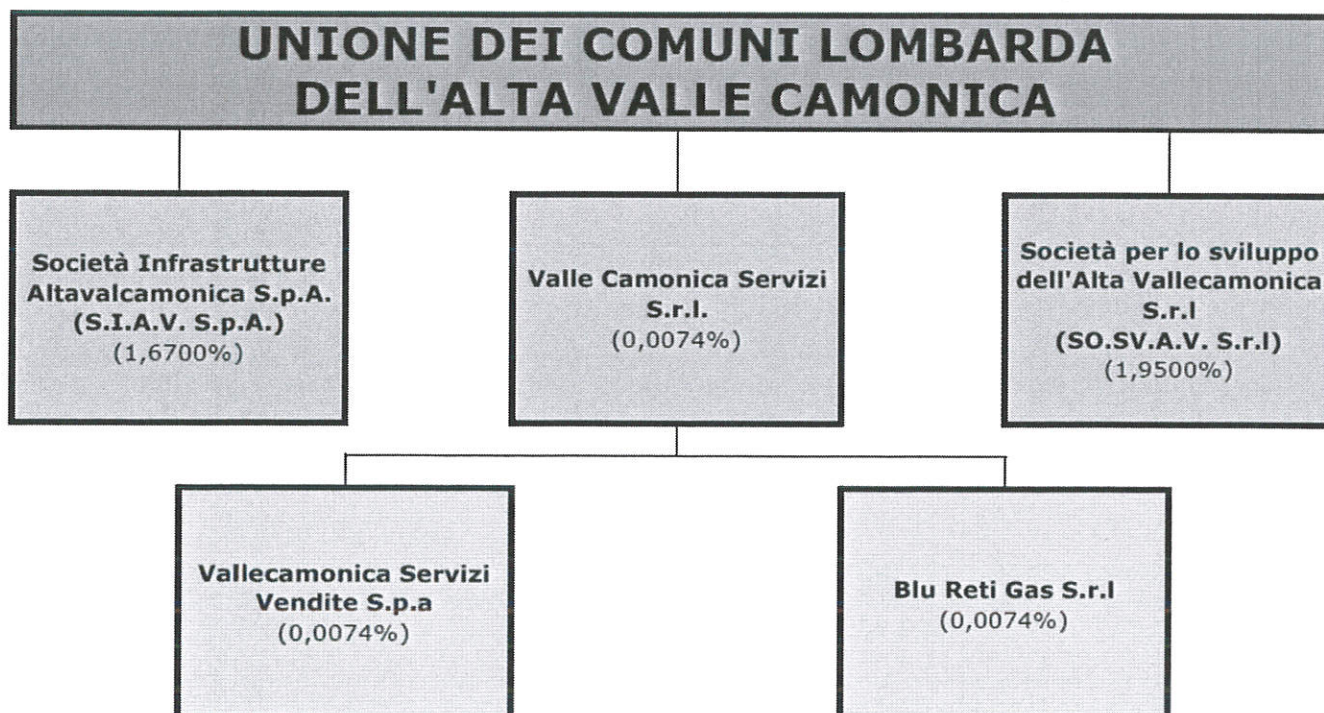 UNIONE DEI COMUNI LOMBARDA
DELL'ALTA VALLE CAMONICA
Società Infrastrutture
Altavalcamonica S.p.A.
(S.I.A.V. S.p.A.)
(1,6700%)
Valle Camonica Servizi
S.r.l.
(0,0074%)
Società per lo sviluppo
dell'Alta Vallecamonica
S.r.l
(SO.SV.A.V. S.r.l)
(1,9500%)
Vallecamonica Servizi
Vendite S.p.a
(0,0074%)
Blu Reti Gas S.r.l
(0,0074%)